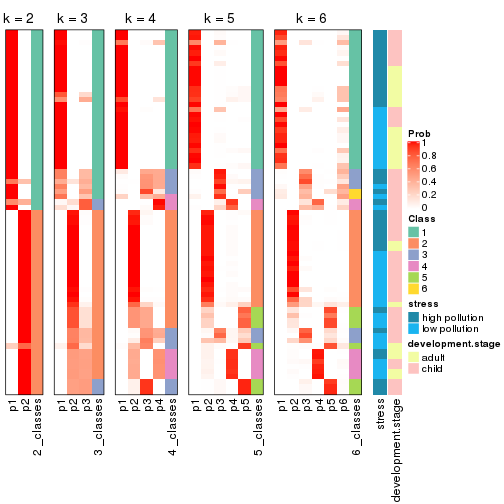 k = 2
k = 3
k = 4
k = 5
k = 6
p1
p2
2_classes
p1
p2
p3
3_classes
p1
p2
p3
p4
4_classes
p1
p2
p3
p4
p5
5_classes
p1
p2
p3
p4
p5
p6
6_classes
stress
development.stage
Prob
1
0.8
0.6
0.4
0.2
0
Class
1
2
3
4
5
6
stress
high pollution
low pollution
development.stage
adult
child